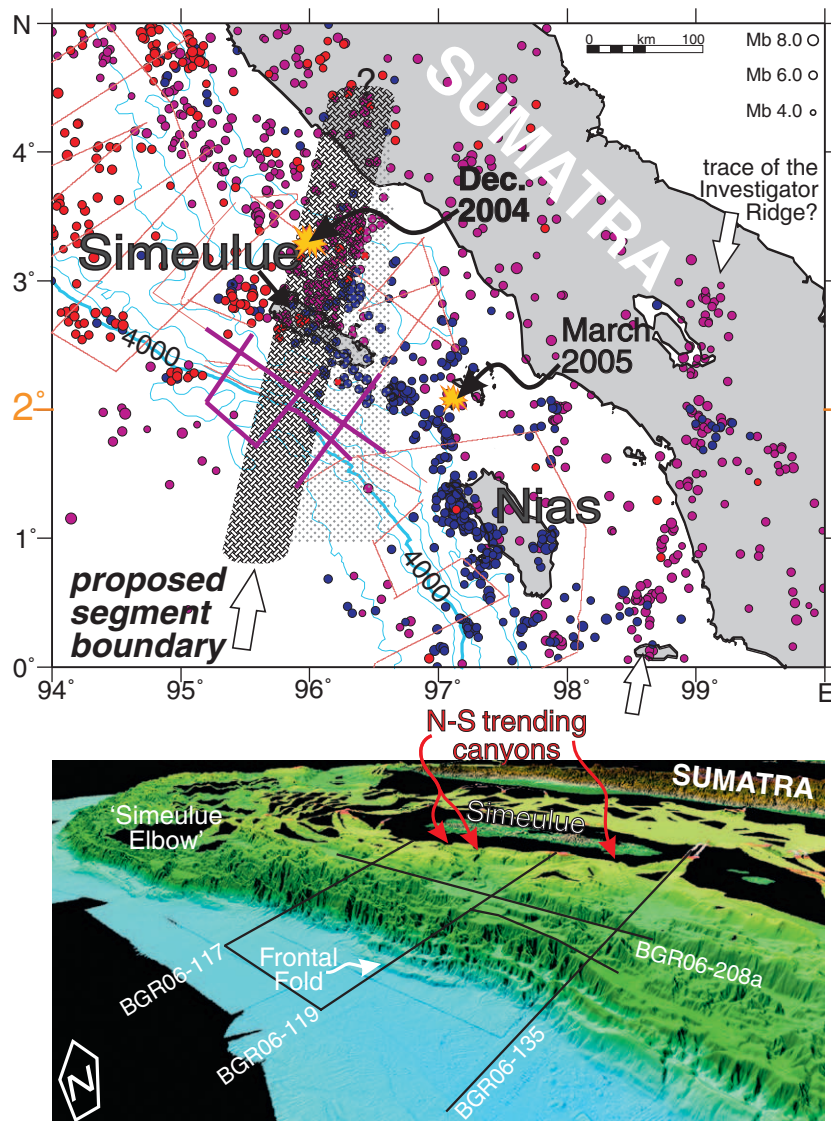 N
0 km 100
Mb 8.0
Mb 6.0
Mb 4.0
SUMATRA
?
4°
trace of the
Investigator
Ridge?
Dec.
2004
Simeulue
3°
4000
March
2005
2°
Nias
1°
4000
proposed
segment
boundary
0°
94° 95° 96° 97° 98° 99° E
N-S trending
canyons
SUMATRA
'Simeulue
Elbow'
Simeulue
BGR06-117
Frontal
Fold
BGR06-208a
BGR06-119
BGR06-135
N